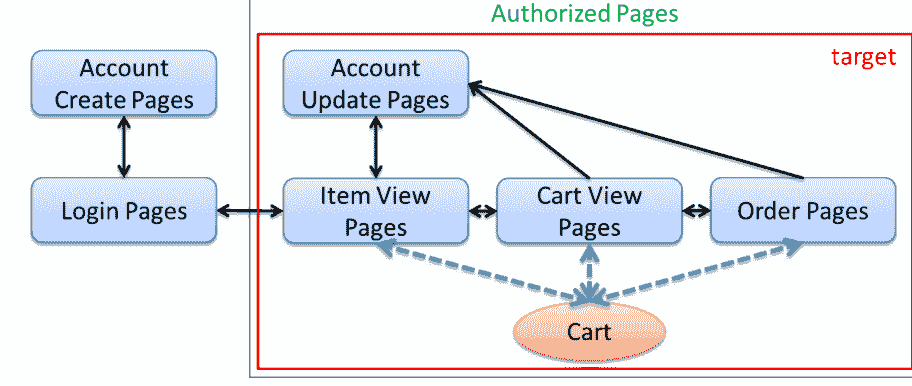 Authorized Pages
target
Account
Create Pages
Account
Update Pages
Login Pages
Item View
Pages
Cart View
Pages
Order Pages
Cart